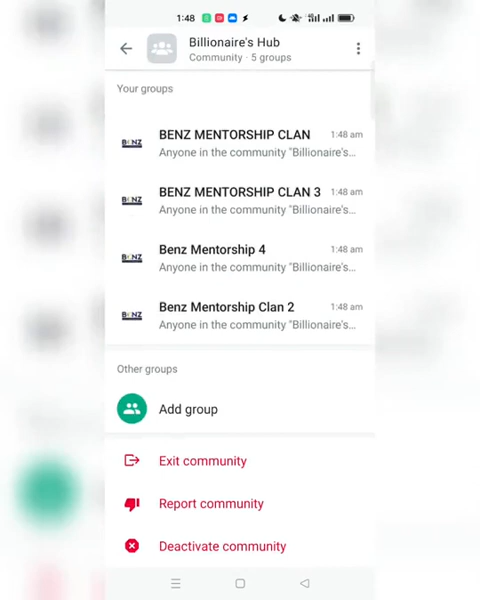 1:48
Billionaire's Hub
Community · 5 groups
Your groups
BENZ MENTORSHIP CLAN 1:48 am
BENZ
Anyone in the community "Billionaire's...
BENZ MENTORSHIP CLAN 3 1:48 am
BENZ
Anyone in the community "Billionaire's...
Benz Mentorship 4 1:48 am
BENZ
Anyone in the community "Billionaire's...
Benz Mentorship Clan 2 1:48 am
BENZ
Anyone in the community "Billionaire's...
Other groups
Add group
Exit community
Report community
Deactivate community